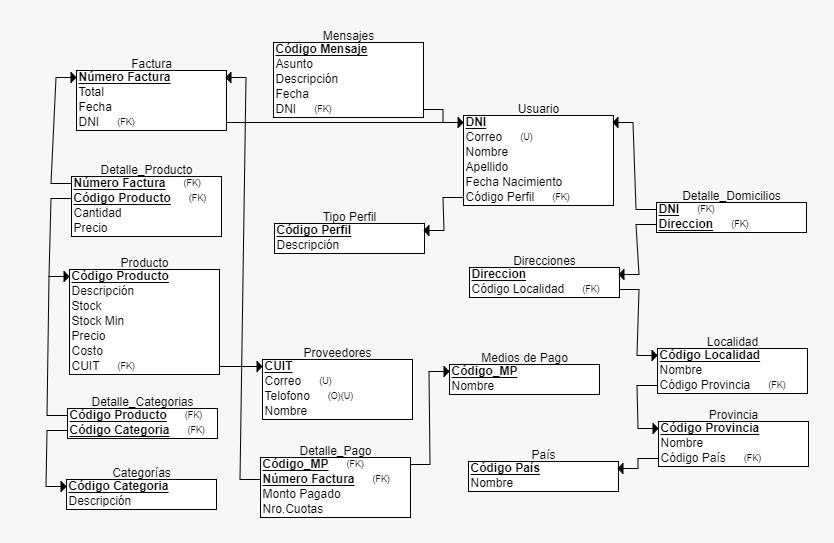 Mensajes
Código Mensaje
Asunto
Descripción
Fecha
DNI (FK)
Factura
Número Factura
Total
Fecha
DNI (FK)
Usuario
DNI
Correo (U)
Nombre
Apellido
Fecha Nacimiento
Código Perfil (FK)
Detalle_Producto
Número Factura (FK)
Código Producto (FK)
Cantidad
Precio
Detalle_Domicilios
DNI (FK)
Direccion (FK)
Tipo Perfil
Código Perfil
Descripción
Producto
Código Producto
Descripción
Stock
Stock Min
Precio
Costo
CUIT (FK)
Direcciones
Direccion
Código Localidad (FK)
Proveedores
CUIT
Correo (U)
Telofono (O)(U)
Nombre
Medios de Pago
Código_MP
Nombre
Localidad
Código Localidad
Nombre
Código Provincia (FK)
Detalle_Categorias
Código Producto (FK)
Código Categoria (FK)
Provincia
Código Provincia
Nombre
Código País (FK)
Detalle_Pago
Código_MP (FK)
Número Factura (FK)
Monto Pagado
Nro.Cuotas
País
Código País
Nombre
Categorías
Código Categoria
Descripción